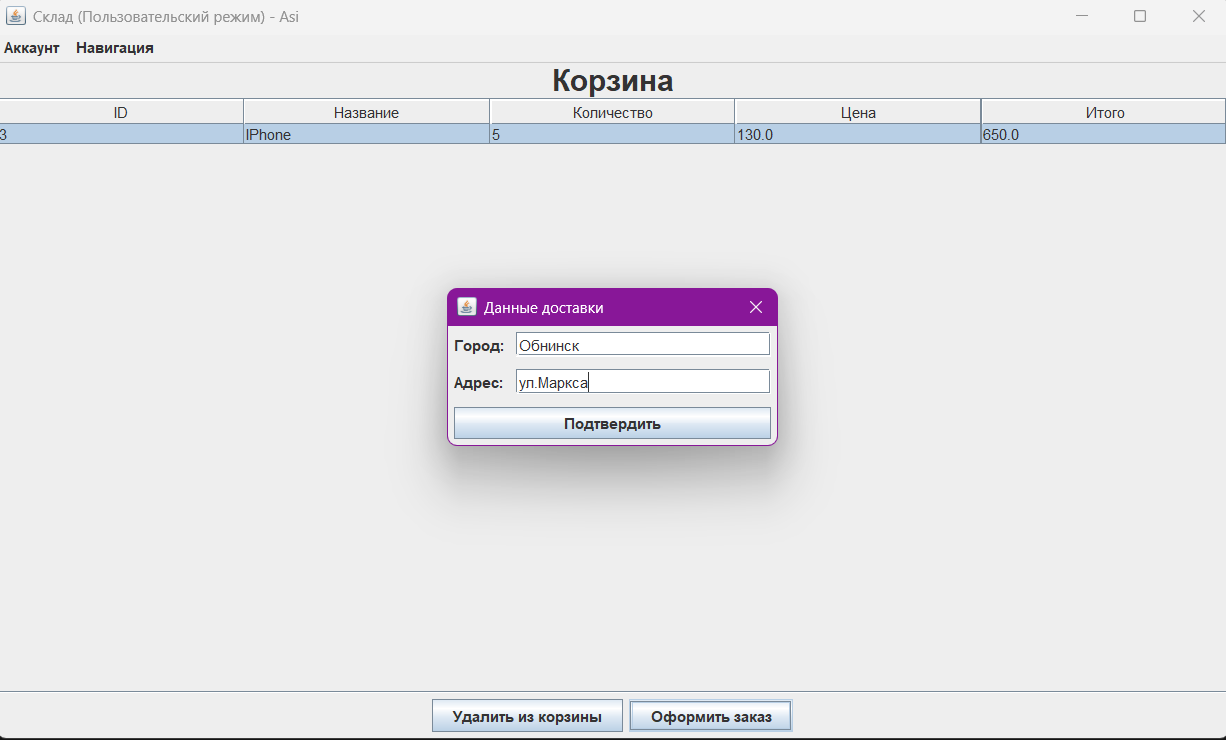 Склад (Пользовательский режим) - Asi
Аккаунт Навигация
Корзина
ID Название Количество Цена Итого
3 IPhone 5 130.0 650.0
Данные доставки
Город: Обнинск
Адрес: ул.Маркса
Подтвердить
Удалить из корзины Оформить заказ